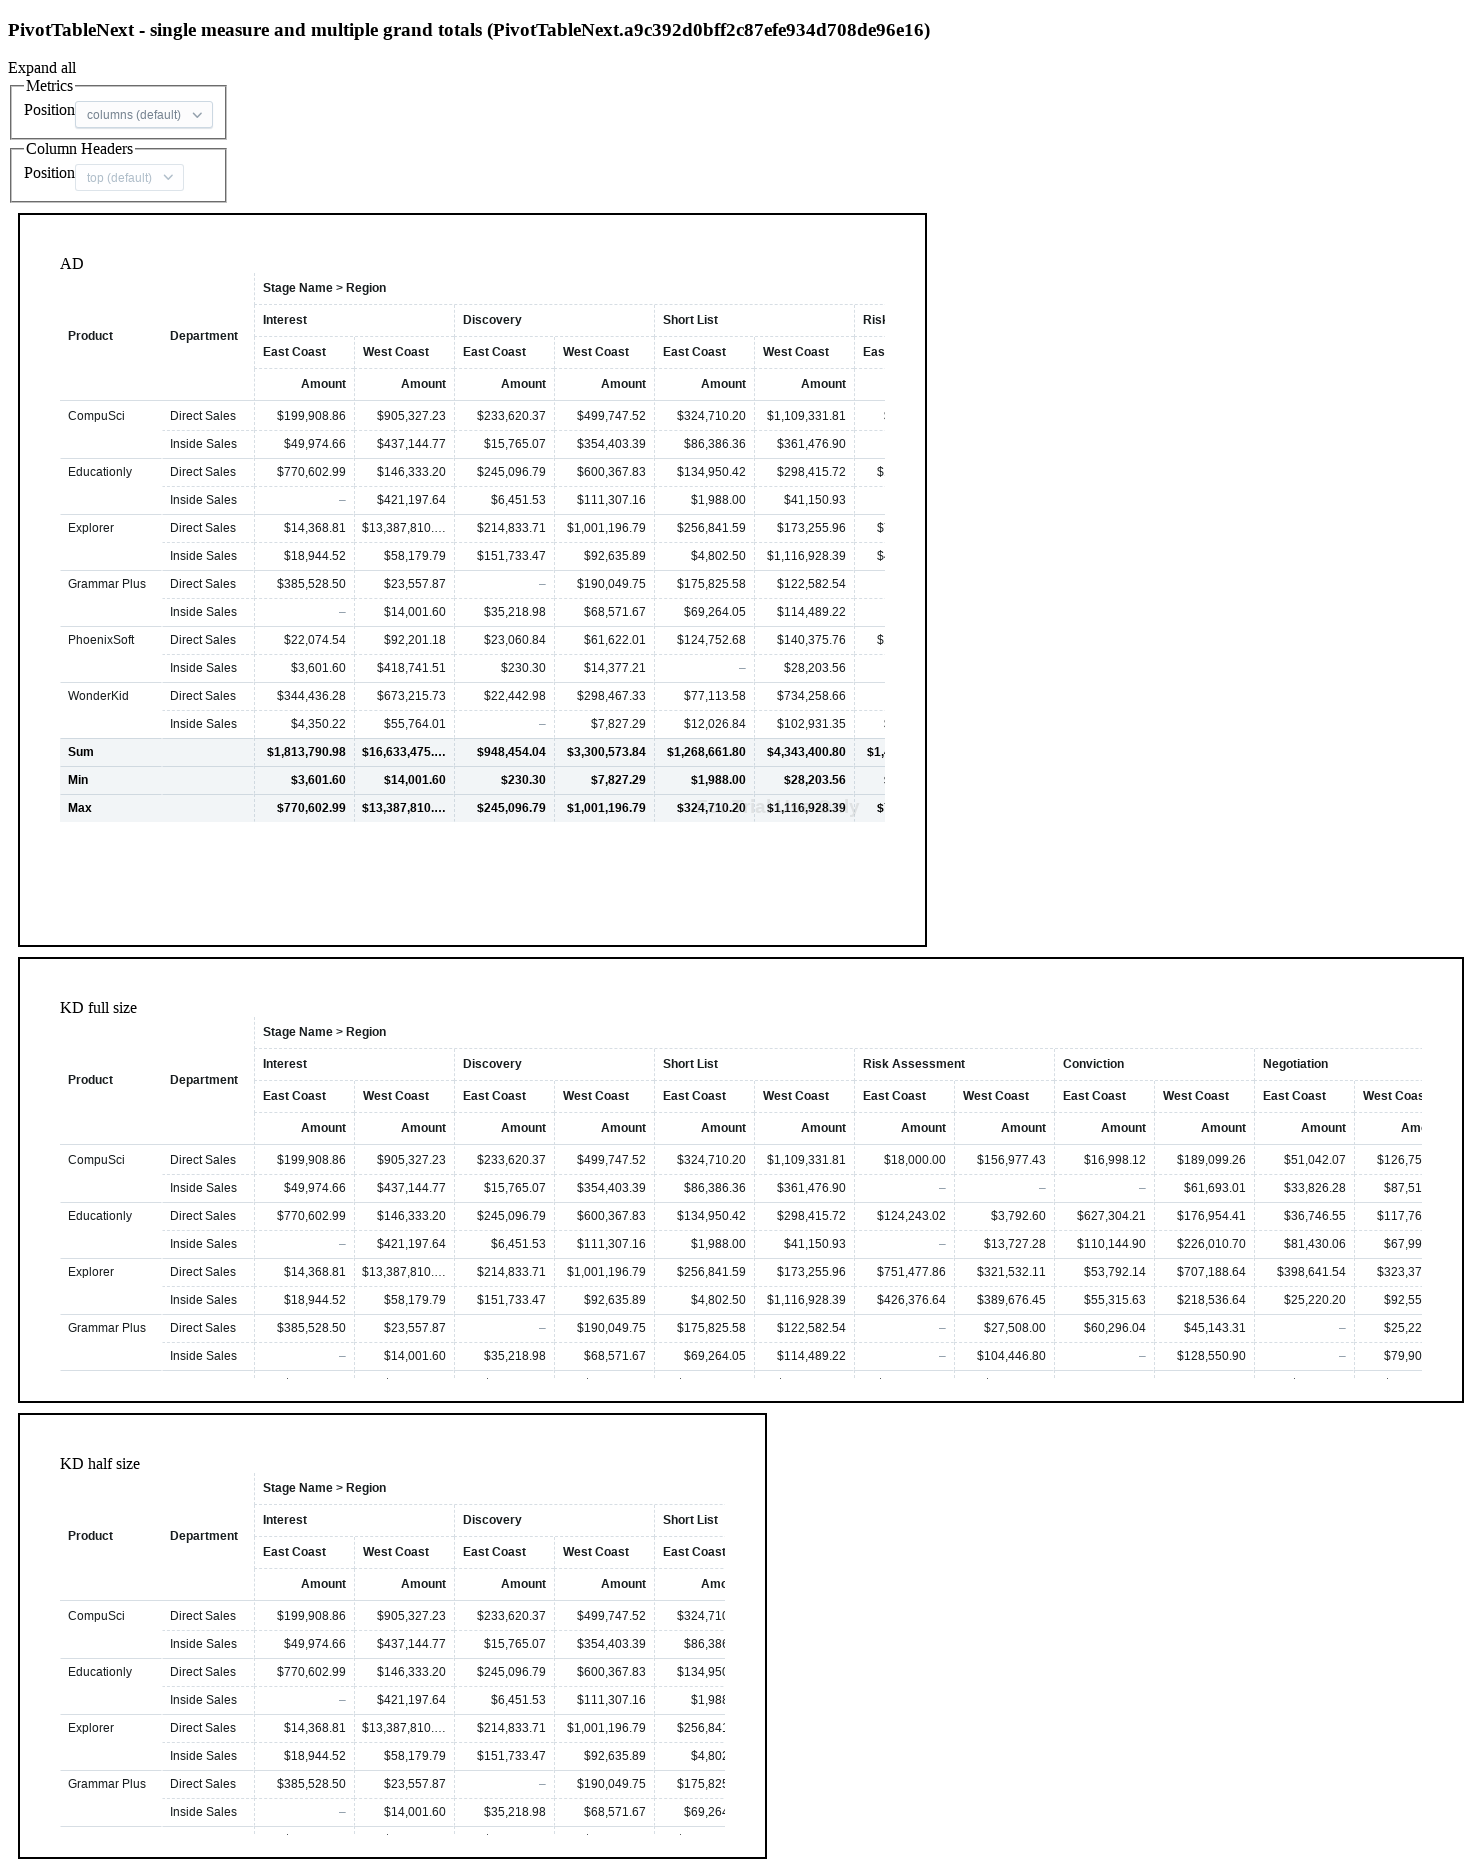 PivotTableNext - single measure and multiple grand totals (PivotTableNext.a9c392d0bff2c87efe934d708de96e16)
Expand all
Metrics
Position columns (default)
Column Headers
Position top (default)
AD
Stage Name > Region
Interest Discovery Short List Risk
Product Department
East Coast West Coast East Coast West Coast East Coast West Coast Eas
Amount Amount Amount Amount Amount Amount
CompuSci Direct Sales $199,908.86 $905,327.23 $233,620.37 $499,747.52 $324,710.20 $1,109,331.81
Inside Sales $49,974.66 $437,144.77 $15,765.07 $354,403.39 $86,386.36 $361,476.90
Educationly Direct Sales $770,602.99 $146,333.20 $245,096.79 $600,367.83 $134,950.42 $298,415.72 $
Inside Sales – $421,197.64 $6,451.53 $111,307.16 $1,988.00 $41,150.93
Explorer Direct Sales $14,368.81 $13,387,810.… $214,833.71 $1,001,196.79 $256,841.59 $173,255.96 $
Inside Sales $18,944.52 $58,179.79 $151,733.47 $92,635.89 $4,802.50 $1,116,928.39 $
Grammar Plus Direct Sales $385,528.50 $23,557.87 – $190,049.75 $175,825.58 $122,582.54
Inside Sales – $14,001.60 $35,218.98 $68,571.67 $69,264.05 $114,489.22
PhoenixSoft Direct Sales $22,074.54 $92,201.18 $23,060.84 $61,622.01 $124,752.68 $140,375.76 $
Inside Sales $3,601.60 $418,741.51 $230.30 $14,377.21 – $28,203.56
WonderKid Direct Sales $344,436.28 $673,215.73 $22,442.98 $298,467.33 $77,113.58 $734,258.66
Inside Sales $4,350.22 $55,764.01 – $7,827.29 $12,026.84 $102,931.35
Sum $1,813,790.98 $16,633,475.… $948,454.04 $3,300,573.84 $1,268,661.80 $4,343,400.80 $1,
Min $3,601.60 $14,001.60 $230.30 $7,827.29 $1,988.00 $28,203.56
Max $770,602.99 $13,387,810.… $245,096.79 $1,001,196.79 $324,710.20 $1,116,928.39 $
KD full size
Stage Name > Region
Interest Discovery Short List Risk Assessment Conviction Negotiation
Product Department
East Coast West Coast East Coast West Coast East Coast West Coast East Coast West Coast East Coast West Coast East Coast West Coas
Amount Amount Amount Amount Amount Amount Amount Amount Amount Amount Amount Am
CompuSci Direct Sales $199,908.86 $905,327.23 $233,620.37 $499,747.52 $324,710.20 $1,109,331.81 $18,000.00 $156,977.43 $16,998.12 $189,099.26 $51,042.07 $126,75
Inside Sales $49,974.66 $437,144.77 $15,765.07 $354,403.39 $86,386.36 $361,476.90 – – – $61,693.01 $33,826.28 $87,51
Educationly Direct Sales $770,602.99 $146,333.20 $245,096.79 $600,367.83 $134,950.42 $298,415.72 $124,243.02 $3,792.60 $627,304.21 $176,954.41 $36,746.55 $117,76
Inside Sales – $421,197.64 $6,451.53 $111,307.16 $1,988.00 $41,150.93 – $13,727.28 $110,144.90 $226,010.70 $81,430.06 $67,99
Explorer Direct Sales $14,368.81 $13,387,810.… $214,833.71 $1,001,196.79 $256,841.59 $173,255.96 $751,477.86 $321,532.11 $53,792.14 $707,188.64 $398,641.54 $323,37
Inside Sales $18,944.52 $58,179.79 $151,733.47 $92,635.89 $4,802.50 $1,116,928.39 $426,376.64 $389,676.45 $55,315.63 $218,536.64 $25,220.20 $92,55
Grammar Plus Direct Sales $385,528.50 $23,557.87 – $190,049.75 $175,825.58 $122,582.54 – $27,508.00 $60,296.04 $45,143.31 – $25,22
Inside Sales – $14,001.60 $35,218.98 $68,571.67 $69,264.05 $114,489.22 – $104,446.80 – $128,550.90 – $79,90
KD half size
Stage Name > Region
Interest Discovery Short List
Product Department
East Coast West Coast East Coast West Coast East Coast
Amount Amount Amount Amount Amo
CompuSci Direct Sales $199,908.86 $905,327.23 $233,620.37 $499,747.52 $324,710
Inside Sales $49,974.66 $437,144.77 $15,765.07 $354,403.39 $86,386
Educationly Direct Sales $770,602.99 $146,333.20 $245,096.79 $600,367.83 $134,950
Inside Sales – $421,197.64 $6,451.53 $111,307.16 $1,988
Explorer Direct Sales $14,368.81 $13,387,810.… $214,833.71 $1,001,196.79 $256,841
Inside Sales $18,944.52 $58,179.79 $151,733.47 $92,635.89 $4,802
Grammar Plus Direct Sales $385,528.50 $23,557.87 – $190,049.75 $175,825
Inside Sales – $14,001.60 $35,218.98 $68,571.67 $69,264